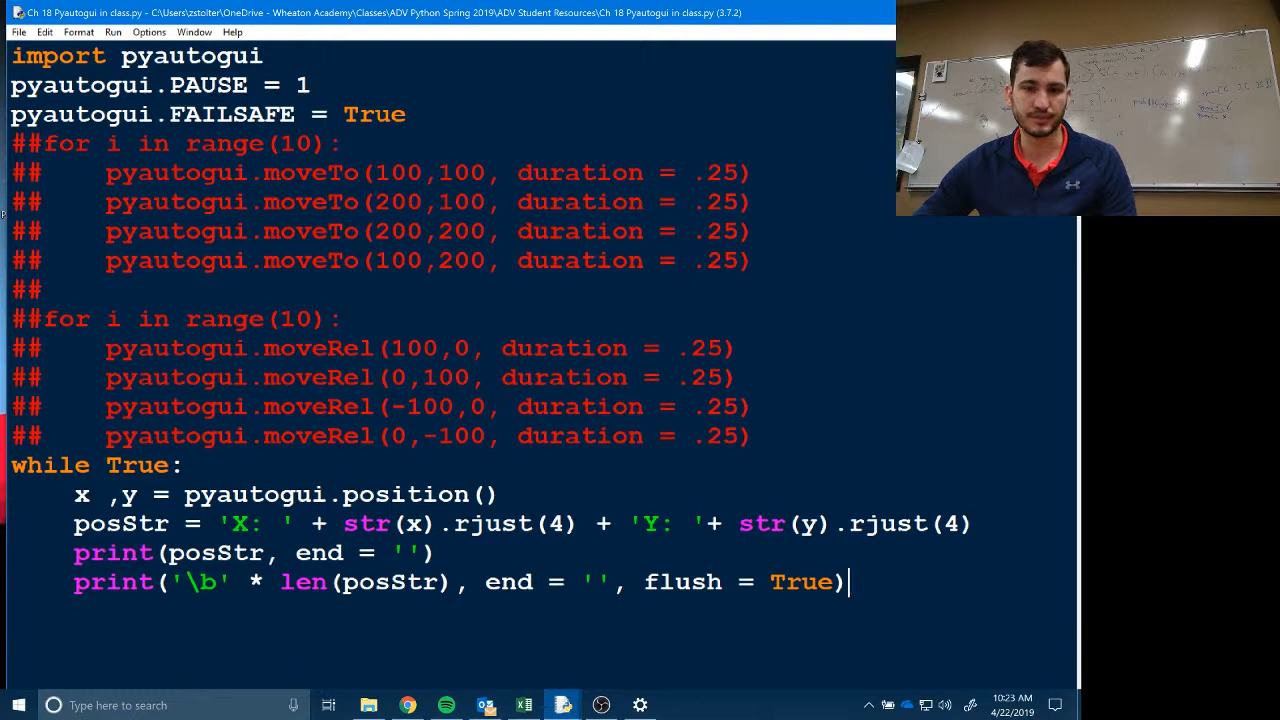 Ch 18 Pyautogui in class.py - C:\Users\zstolter\OneDrive - Wheaton Academy\Classes\ADV Python Spring 2019\ADV Student Resources\Ch 18 Pyautogui in class.py (3.7.2)
File Edit Format Run Options Window Help
import pyautogui
pyautogui.PAUSE = 1
pyautogui.FAILSAFE = True
##for i in range(10):
##    pyautogui.moveTo(100,100, duration = .25)
##    pyautogui.moveTo(200,100, duration = .25)
##    pyautogui.moveTo(200,200, duration = .25)
##    pyautogui.moveTo(100,200, duration = .25)
##
##for i in range(10):
##    pyautogui.moveRel(100,0, duration = .25)
##    pyautogui.moveRel(0,100, duration = .25)
##    pyautogui.moveRel(-100,0, duration = .25)
##    pyautogui.moveRel(0,-100, duration = .25)
while True:
    x ,y = pyautogui.position()
    posStr = 'X: ' + str(x).rjust(4) + 'Y: '+ str(y).rjust(4)
    print(posStr, end = '')
    print('\b' * len(posStr), end = '', flush = True)
Type here to search
10:23 AM
4/22/2019